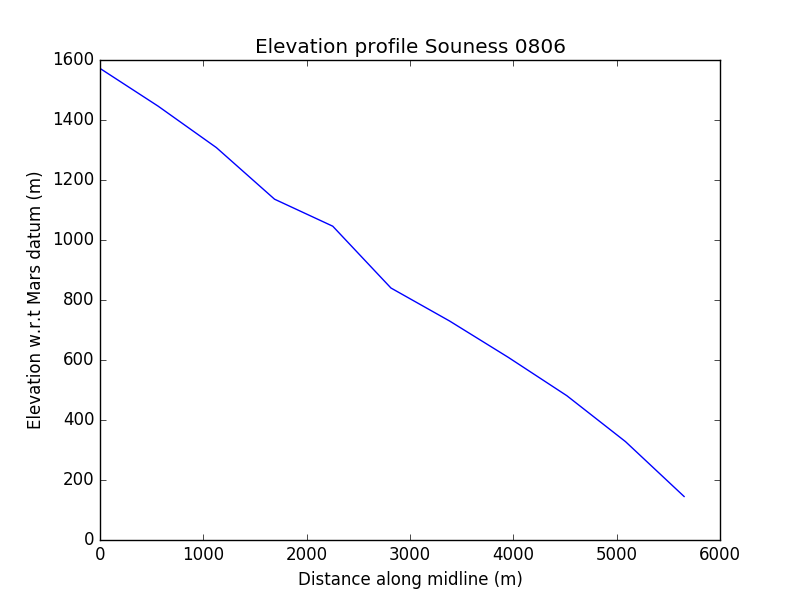 Elevation profile Souness 0806
1600
1400
1200
1000
800
600
400
200
0
Elevation w.r.t Mars datum (m)
0 1000 2000 3000 4000 5000 6000
Distance along midline (m)